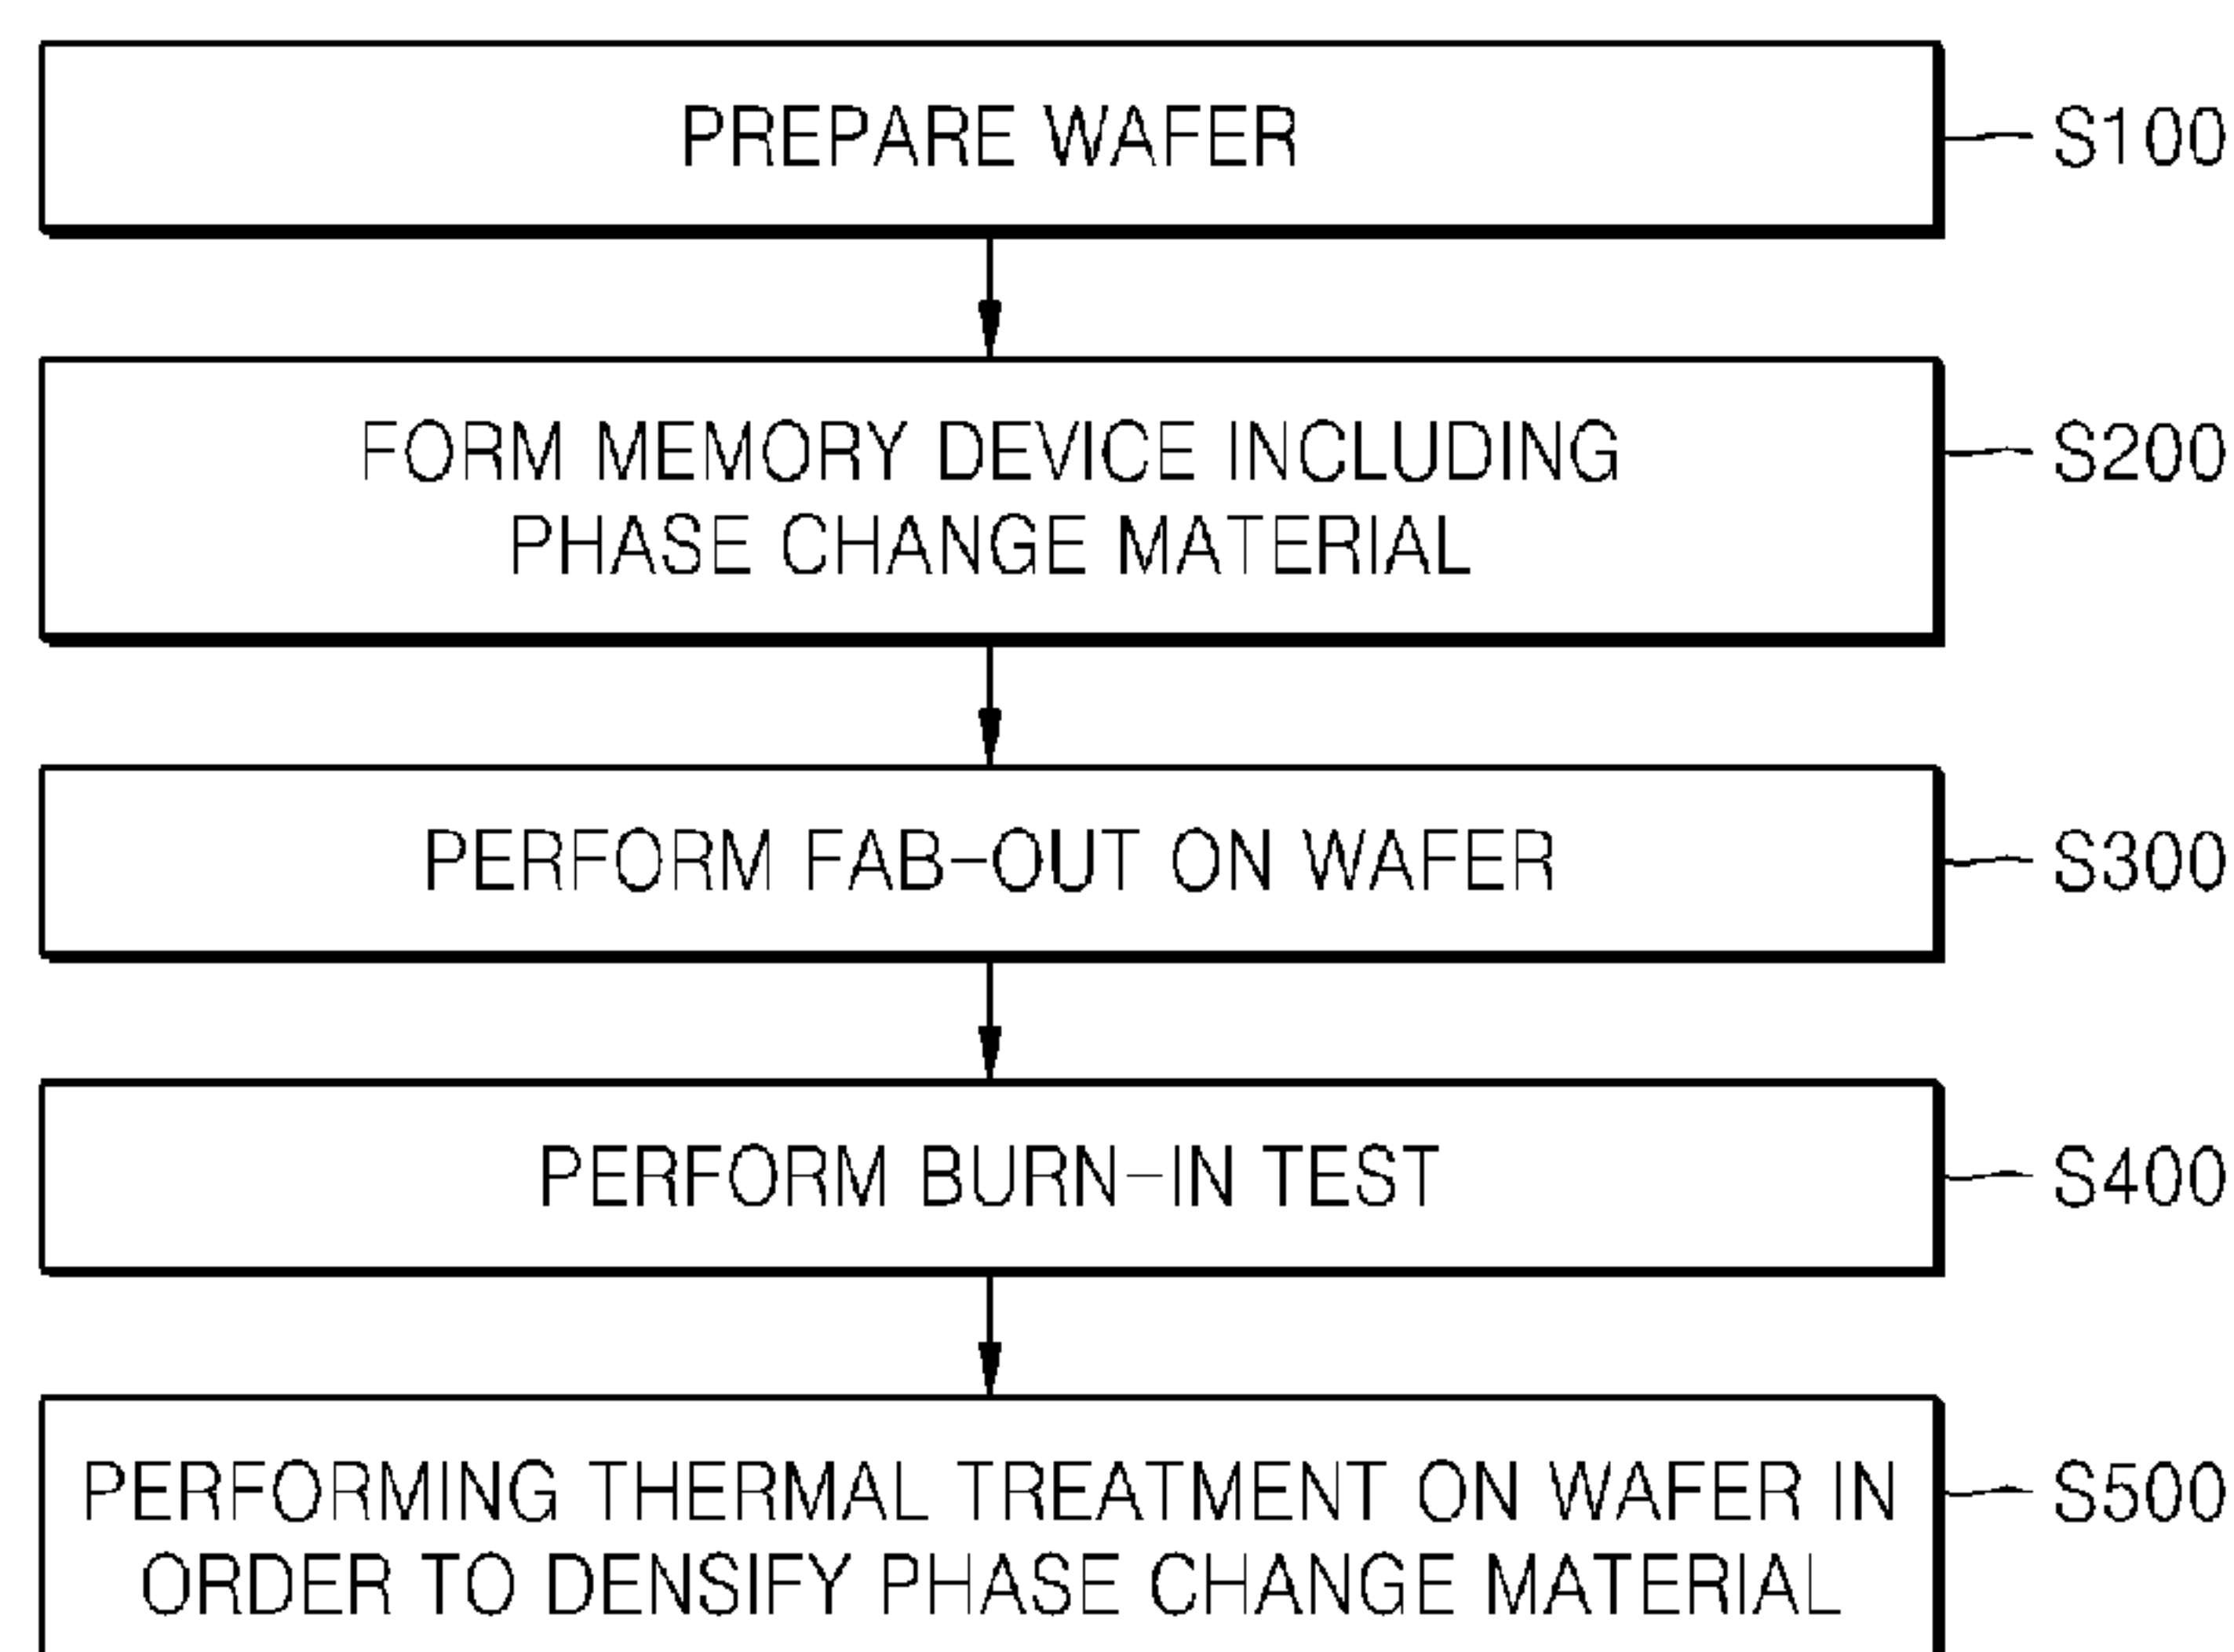 PREPARE WAFER
S100
FORM MEMORY DEVICE INCLUDING
S200
PHASE CHANGE MATERIAL
PERFORM FAB-OUT ON WAFER
S300
PERFORM BURN-IN TEST
S400
PERFORMING THERMAL TREATMENT ON WAFER IN
S500
ORDER TO DENSIFY PHASE CHANGE MATERIAL